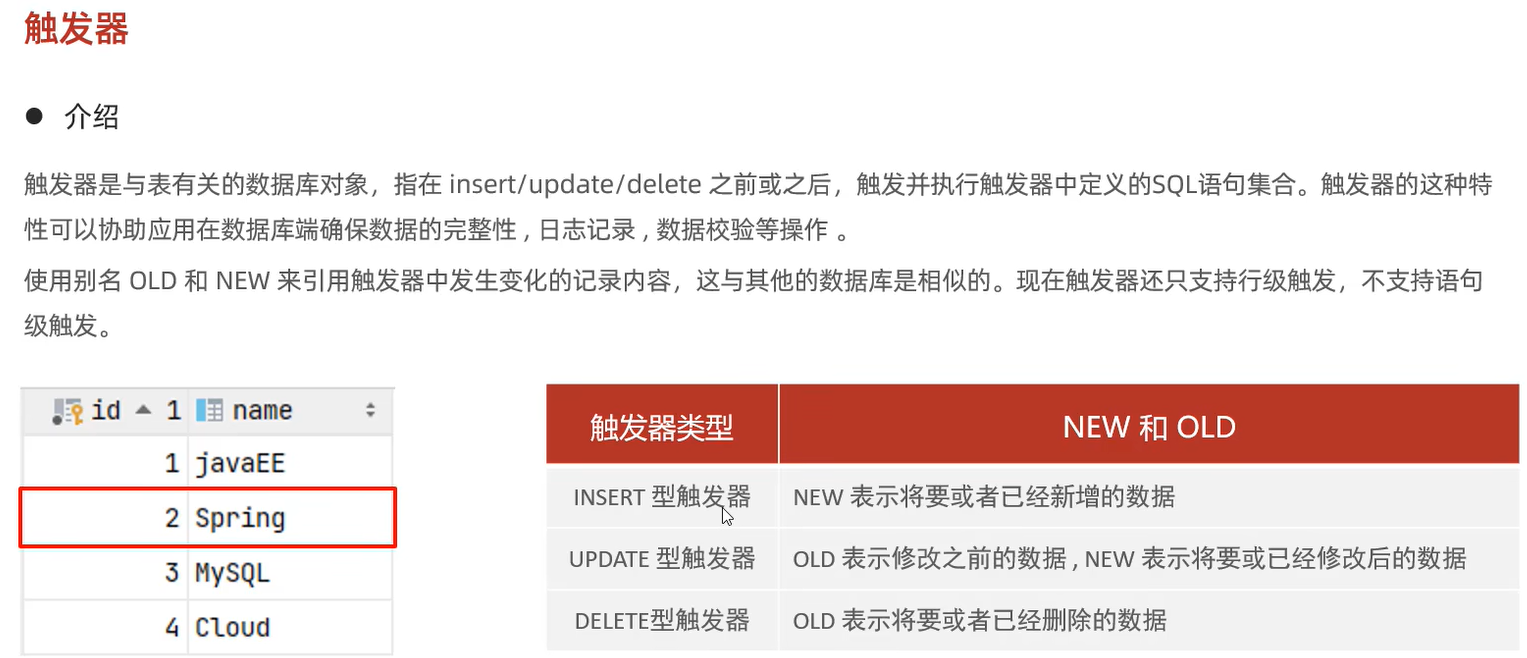 触发器
● 介绍
触发器是与表有关的数据库对象，指在 insert/update/delete 之前或之后，触发并执行触发器中定义的SQL语句集合。触发器的这种特
性可以协助应用在数据库端确保数据的完整性 , 日志记录 , 数据校验等操作 。
使用别名 OLD 和 NEW 来引用触发器中发生变化的记录内容，这与其他的数据库是相似的。现在触发器还只支持行级触发，不支持语句
级触发。
id 1 name
1 javaEE
2 Spring
3 MySQL
4 Cloud
触发器类型 NEW 和 OLD
INSERT 型触发器 NEW 表示将要或者已经新增的数据
UPDATE 型触发器 OLD 表示修改之前的数据 , NEW 表示将要或已经修改后的数据
DELETE型触发器 OLD 表示将要或者已经删除的数据